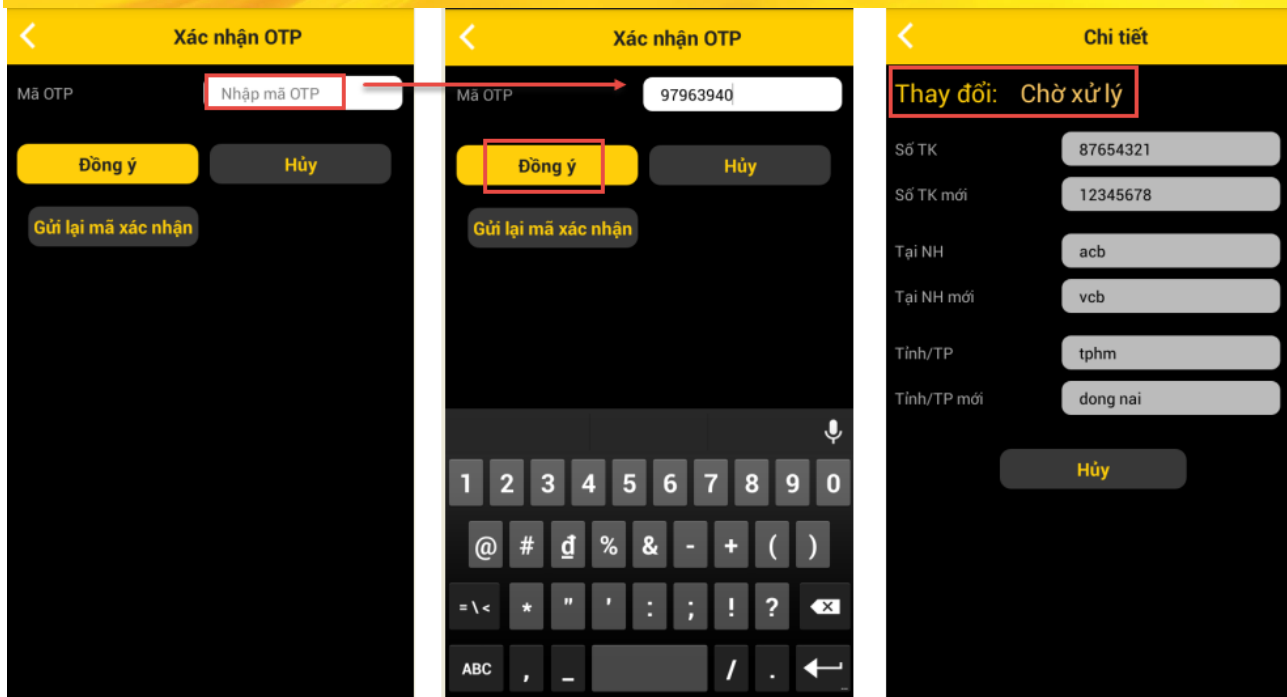 Xác nhận OTP
Mã OTP
Nhập mã OTP
Đồng ý
Hủy
Gửi lại mã xác nhận
Xác nhận OTP
Mã OTP
97963940
Đồng ý
Hủy
Gửi lại mã xác nhận
1 2 3 4 5 6 7 8 9 0
@ # ₫ % & - + ( )
= \ < * " ' : ; ! ?
ABC , _ / .
Chi tiết
Thay đổi: Chờ xử lý
Số TK
87654321
Số TK mới
12345678
Tại NH
acb
Tại NH mới
vcb
Tỉnh/TP
tphm
Tỉnh/TP mới
dong nai
Hủy